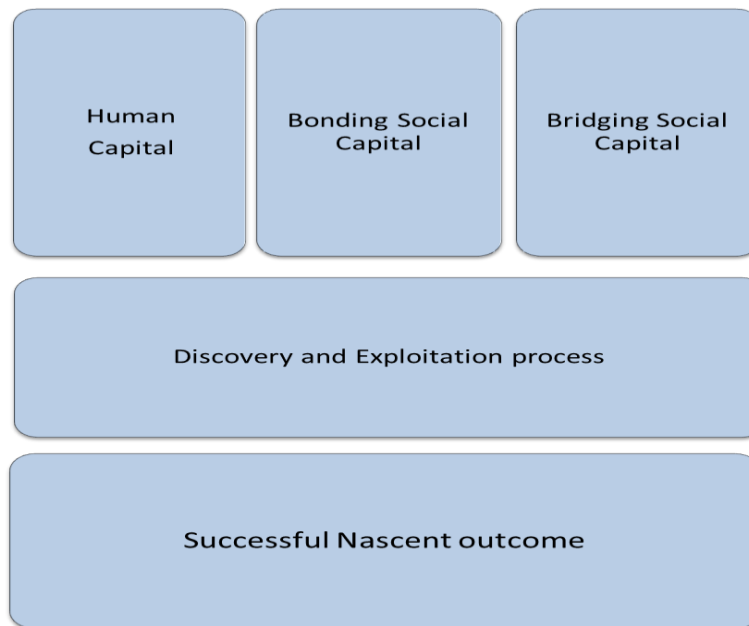 Human
Capital
Bonding Social
Capital
Bridging Social
Capital
Discovery and Exploitation process
Successful Nascent outcome